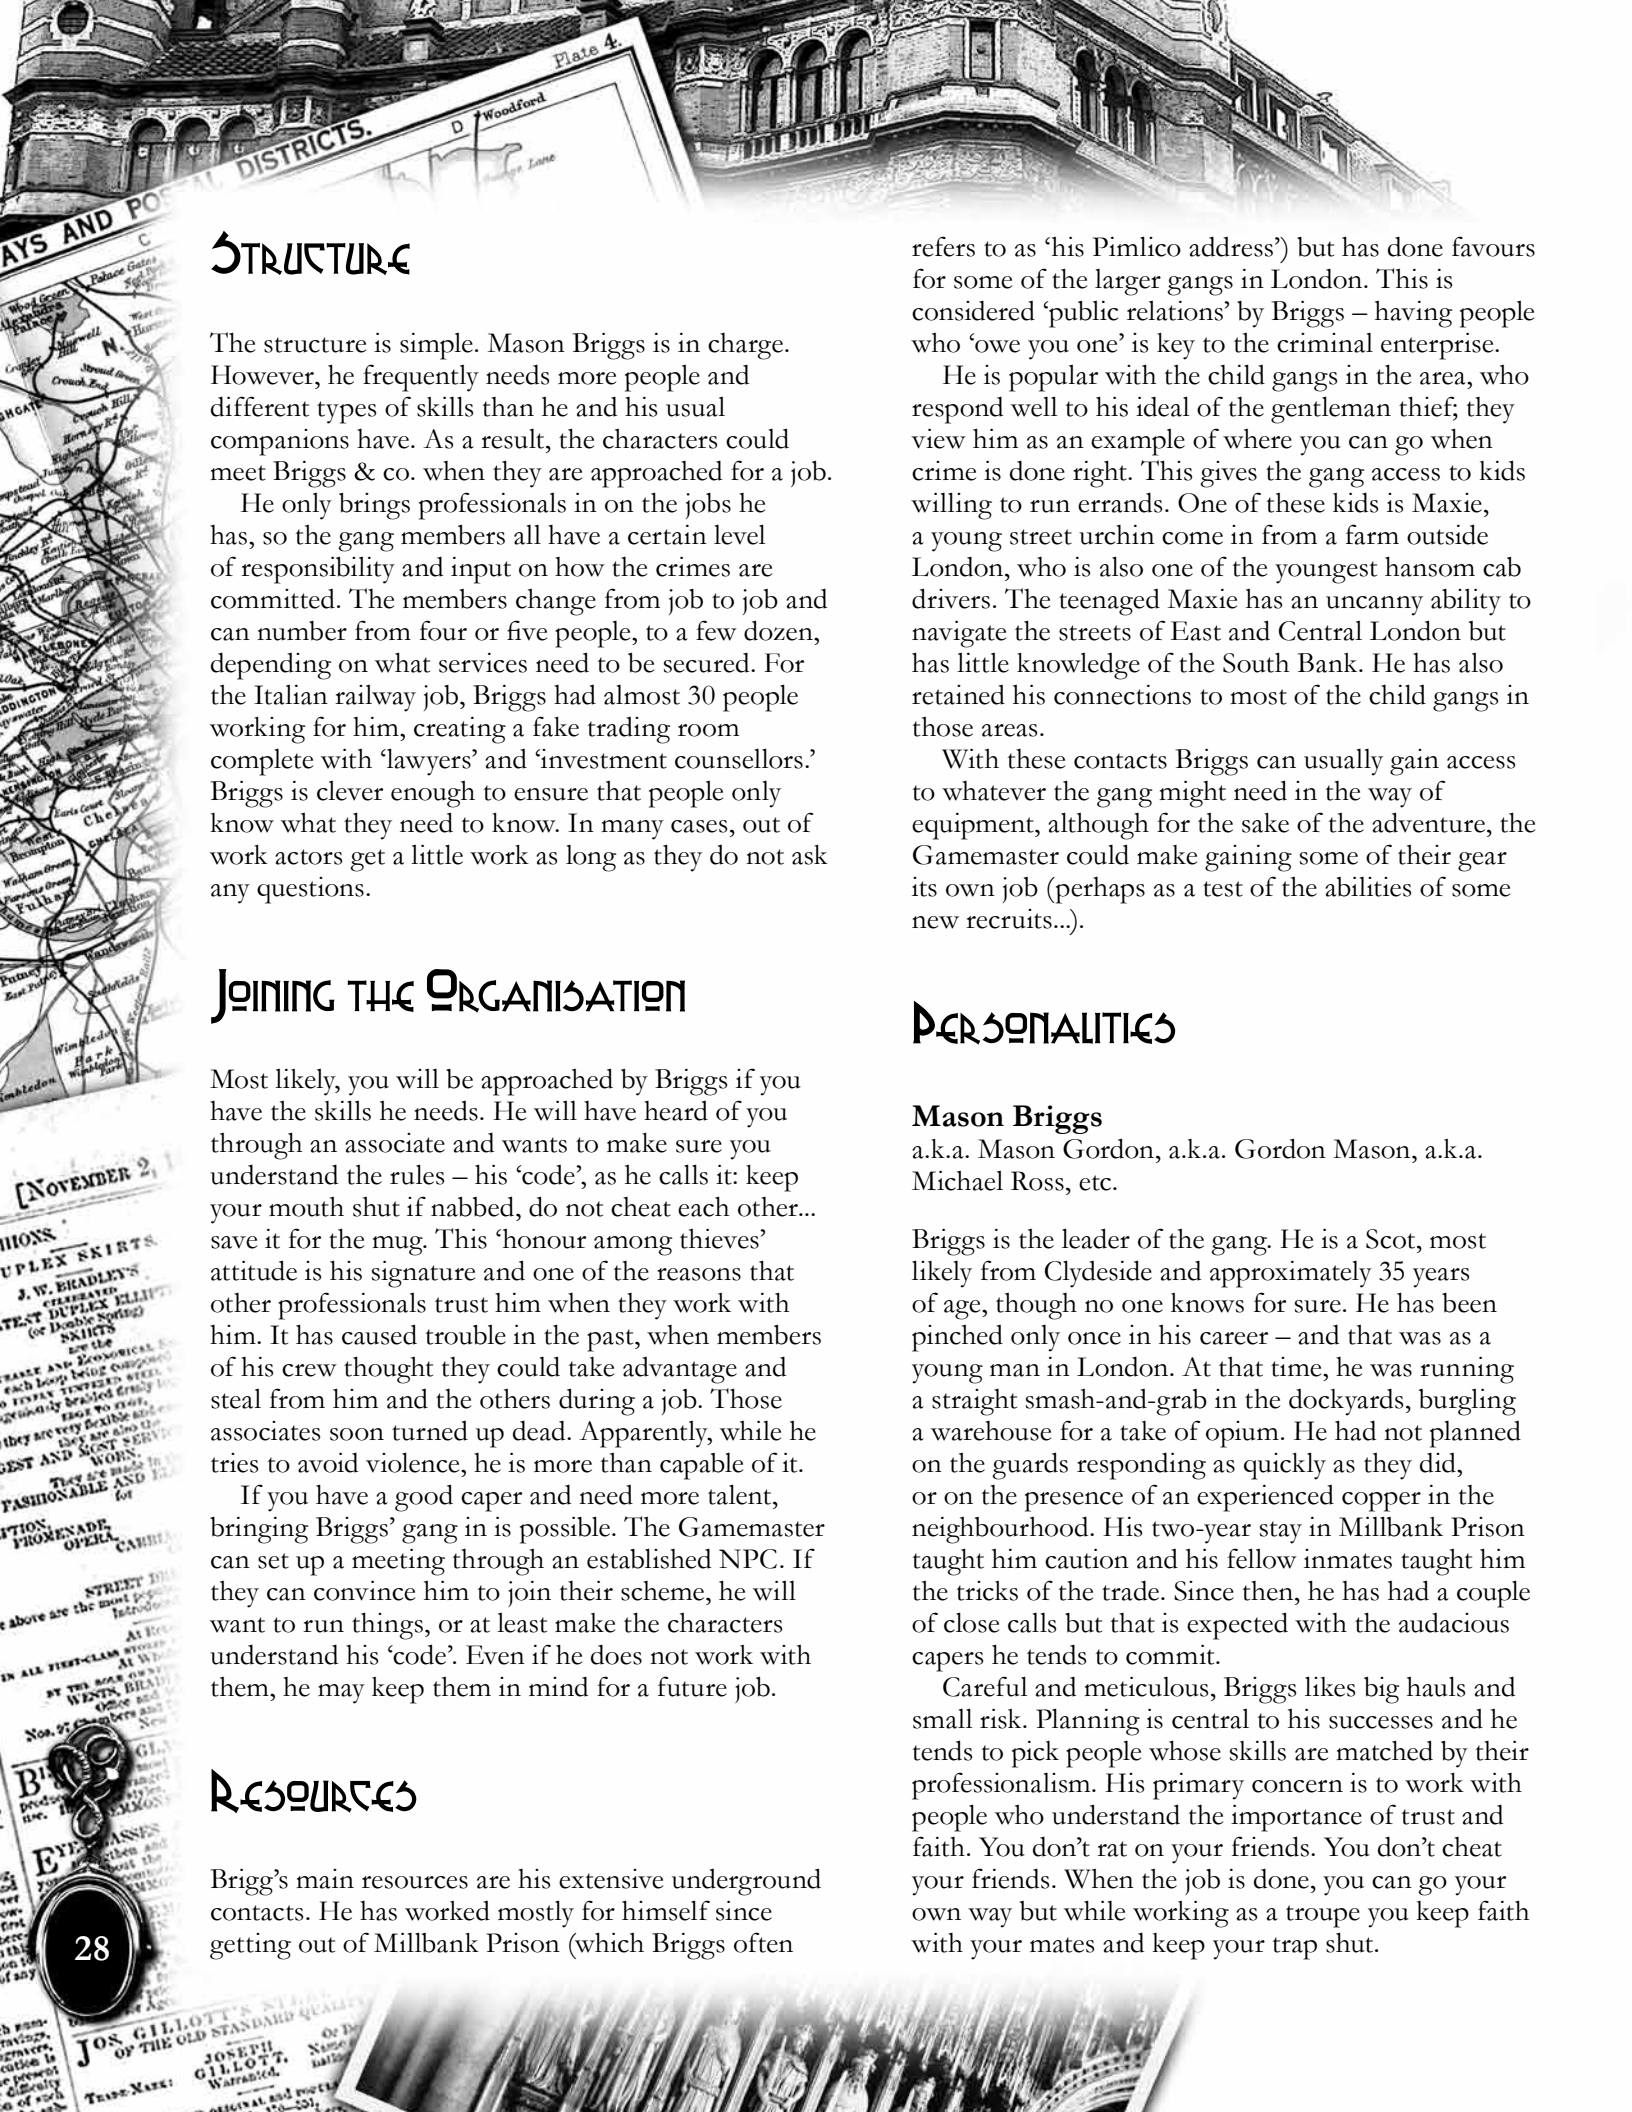 Plate 4.
DISTRICTS.
D
Woodford
AYS AND PO
C
STRUCTURE
The structure is simple. Mason Briggs is in charge.
However, he frequently needs more people and
different types of skills than he and his usual
companions have. As a result, the characters could
meet Briggs & co. when they are approached for a job.
He only brings professionals in on the jobs he
has, so the gang members all have a certain level
of responsibility and input on how the crimes are
committed. The members change from job to job and
can number from four or five people, to a few dozen,
depending on what services need to be secured. For
the Italian railway job, Briggs had almost 30 people
working for him, creating a fake trading room
complete with ‘lawyers’ and ‘investment counsellors.’
Briggs is clever enough to ensure that people only
know what they need to know. In many cases, out of
work actors get a little work as long as they do not ask
any questions.
JOINING THE ORGANISATION
Most likely, you will be approached by Briggs if you
have the skills he needs. He will have heard of you
through an associate and wants to make sure you
understand the rules – his ‘code’, as he calls it: keep
your mouth shut if nabbed, do not cheat each other...
save it for the mug. This ‘honour among thieves’
attitude is his signature and one of the reasons that
other professionals trust him when they work with
him. It has caused trouble in the past, when members
of his crew thought they could take advantage and
steal from him and the others during a job. Those
associates soon turned up dead. Apparently, while he
tries to avoid violence, he is more than capable of it.
If you have a good caper and need more talent,
bringing Briggs’ gang in is possible. The Gamemaster
can set up a meeting through an established NPC. If
they can convince him to join their scheme, he will
want to run things, or at least make the characters
understand his ‘code’. Even if he does not work with
them, he may keep them in mind for a future job.
RESOURCES
Brigg’s main resources are his extensive underground
contacts. He has worked mostly for himself since
getting out of Millbank Prison (which Briggs often
refers to as ‘his Pimlico address’) but has done favours
for some of the larger gangs in London. This is
considered ‘public relations’ by Briggs – having people
who ‘owe you one’ is key to the criminal enterprise.
He is popular with the child gangs in the area, who
respond well to his ideal of the gentleman thief; they
view him as an example of where you can go when
crime is done right. This gives the gang access to kids
willing to run errands. One of these kids is Maxie,
a young street urchin come in from a farm outside
London, who is also one of the youngest hansom cab
drivers. The teenaged Maxie has an uncanny ability to
navigate the streets of East and Central London but
has little knowledge of the South Bank. He has also
retained his connections to most of the child gangs in
those areas.
With these contacts Briggs can usually gain access
to whatever the gang might need in the way of
equipment, although for the sake of the adventure, the
Gamemaster could make gaining some of their gear
its own job (perhaps as a test of the abilities of some
new recruits...).
PERSONALITIES
Mason Briggs
a.k.a. Mason Gordon, a.k.a. Gordon Mason, a.k.a.
Michael Ross, etc.
Briggs is the leader of the gang. He is a Scot, most
likely from Clydeside and approximately 35 years
of age, though no one knows for sure. He has been
pinched only once in his career – and that was as a
young man in London. At that time, he was running
a straight smash-and-grab in the dockyards, burgling
a warehouse for a take of opium. He had not planned
on the guards responding as quickly as they did,
or on the presence of an experienced copper in the
neighbourhood. His two-year stay in Millbank Prison
taught him caution and his fellow inmates taught him
the tricks of the trade. Since then, he has had a couple
of close calls but that is expected with the audacious
capers he tends to commit.
Careful and meticulous, Briggs likes big hauls and
small risk. Planning is central to his successes and he
tends to pick people whose skills are matched by their
professionalism. His primary concern is to work with
people who understand the importance of trust and
faith. You don’t rat on your friends. You don’t cheat
your friends. When the job is done, you can go your
own way but while working as a troupe you keep faith
with your mates and keep your trap shut.
[NOVEMBER 2,
J. W. BRADLEY'S
28
JOS. GILLOTT'S
OF THE OLD STANDARD
JOSEPH
GILLOTT,
Warranted.
TRADE MARK: